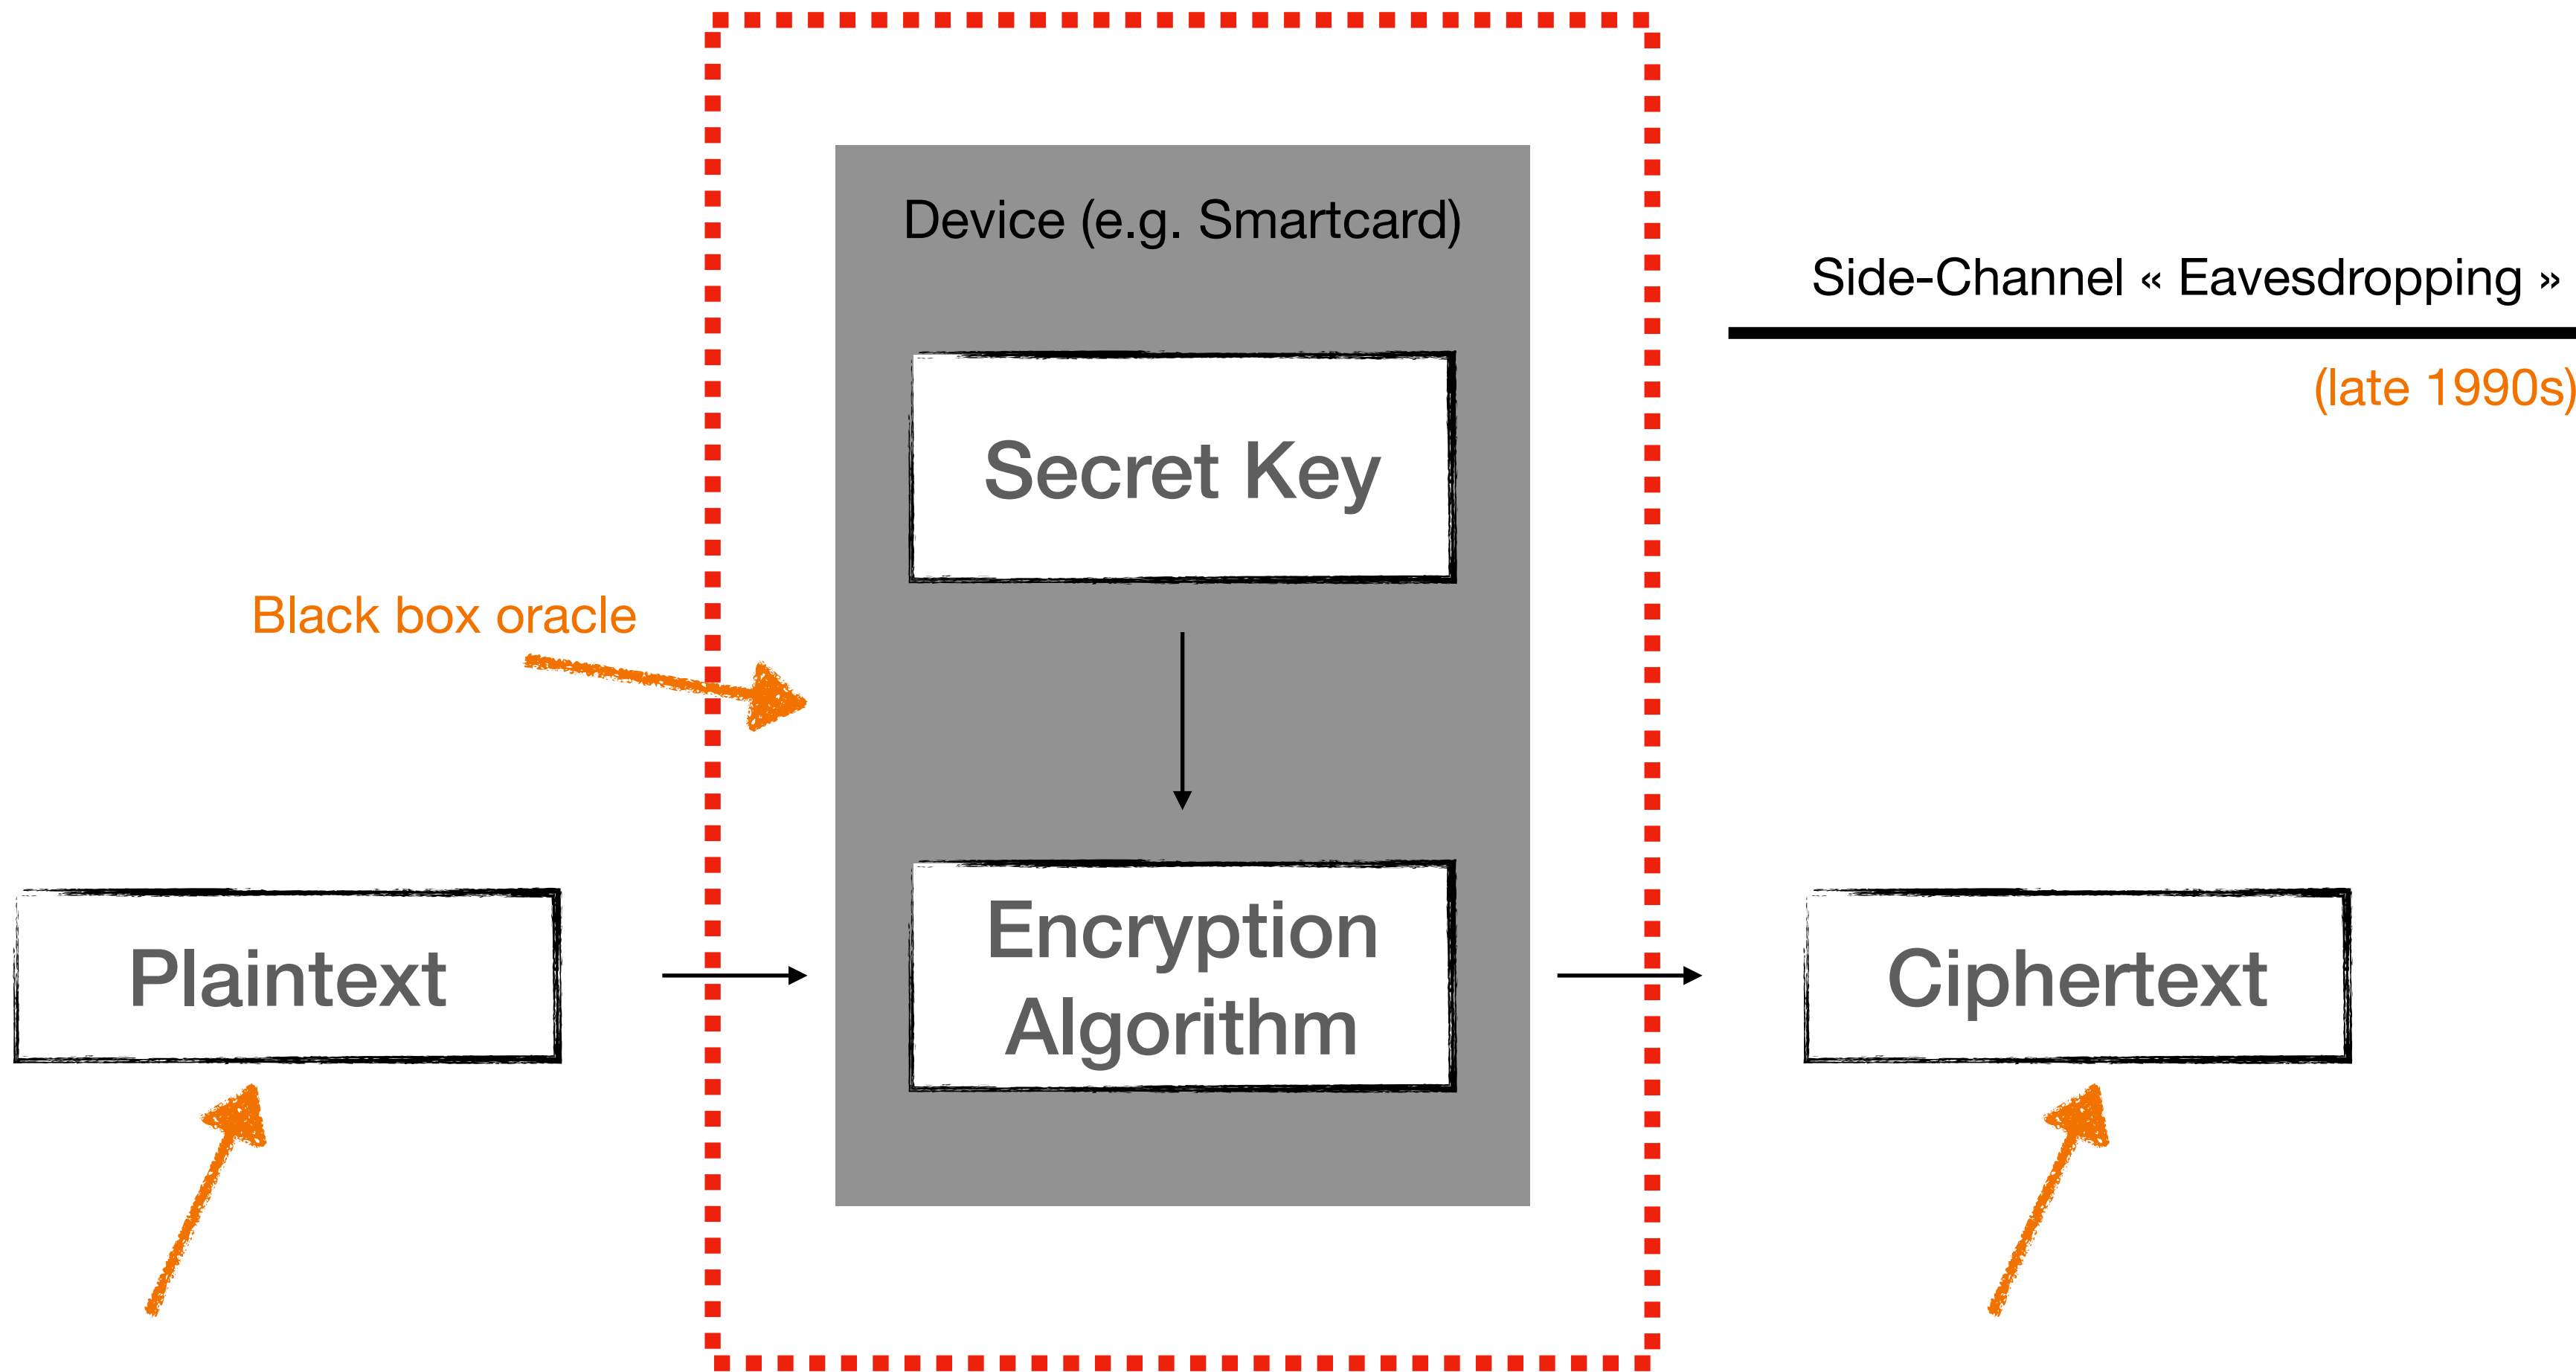 Device (e.g. Smartcard)
Side-Channel « Eavesdropping »
(late 1990s)
Secret Key
Black box oracle
Plaintext
Encryption
Algorithm
Ciphertext